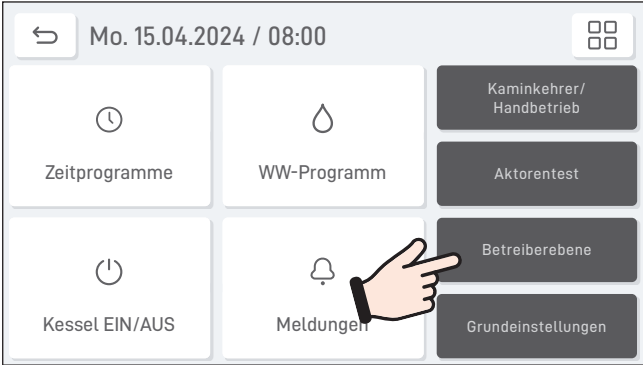 Mo. 15.04.2024 / 08:00
Zeitprogramme
WW-Programm
Kaminkehrer/
Handbetrieb
Aktorentest
Kessel EIN/AUS
Meldungen
Betreiberebene
Grundeinstellungen